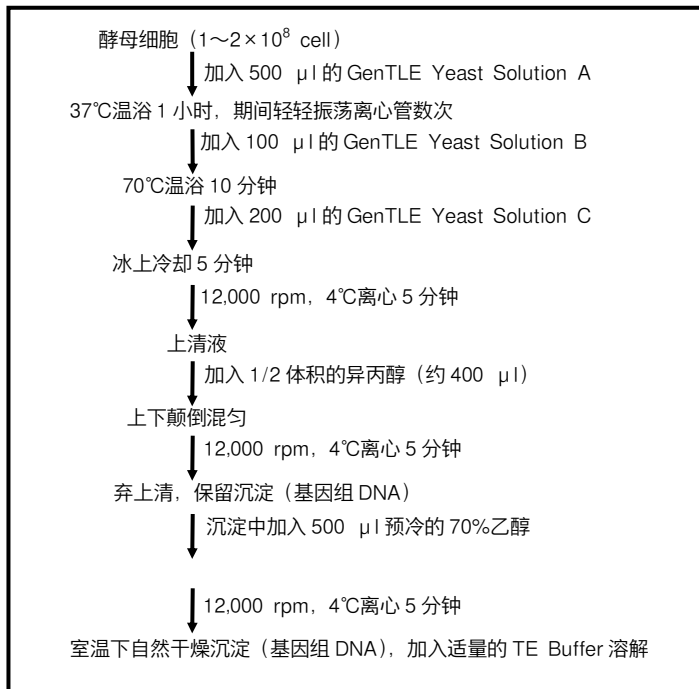 酵母细胞（1～2×10⁸ cell）
加入 500 μl 的 GenTLE Yeast Solution A
37℃温浴 1 小时，期间轻轻振荡离心管数次
加入 100 μl 的 GenTLE Yeast Solution B
70℃温浴 10 分钟
加入 200 μl 的 GenTLE Yeast Solution C
冰上冷却 5 分钟
12,000 rpm，4℃离心 5 分钟
上清液
加入 1/2 体积的异丙醇（约 400 μl）
上下颠倒混匀
12,000 rpm，4℃离心 5 分钟
弃上清，保留沉淀（基因组 DNA）
沉淀中加入 500 μl 预冷的 70%乙醇
12,000 rpm，4℃离心 5 分钟
室温下自然干燥沉淀（基因组 DNA），加入适量的 TE Buffer 溶解